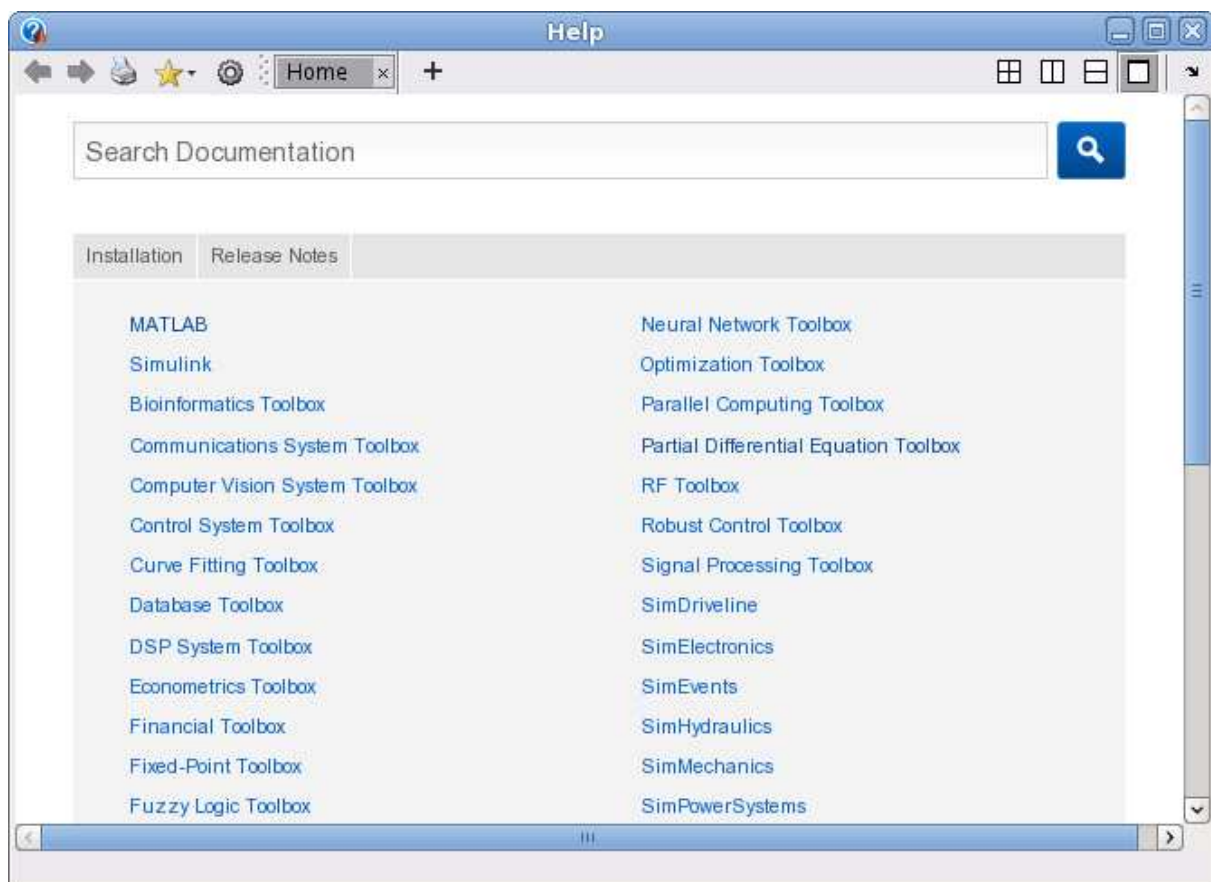 Help
Home
Search Documentation
Installation Release Notes
MATLAB
Simulink
Bioinformatics Toolbox
Communications System Toolbox
Computer Vision System Toolbox
Control System Toolbox
Curve Fitting Toolbox
Database Toolbox
DSP System Toolbox
Econometrics Toolbox
Financial Toolbox
Fixed-Point Toolbox
Fuzzy Logic Toolbox
Neural Network Toolbox
Optimization Toolbox
Parallel Computing Toolbox
Partial Differential Equation Toolbox
RF Toolbox
Robust Control Toolbox
Signal Processing Toolbox
SimDriveline
SimElectronics
SimEvents
SimHydraulics
SimMechanics
SimPowerSystems